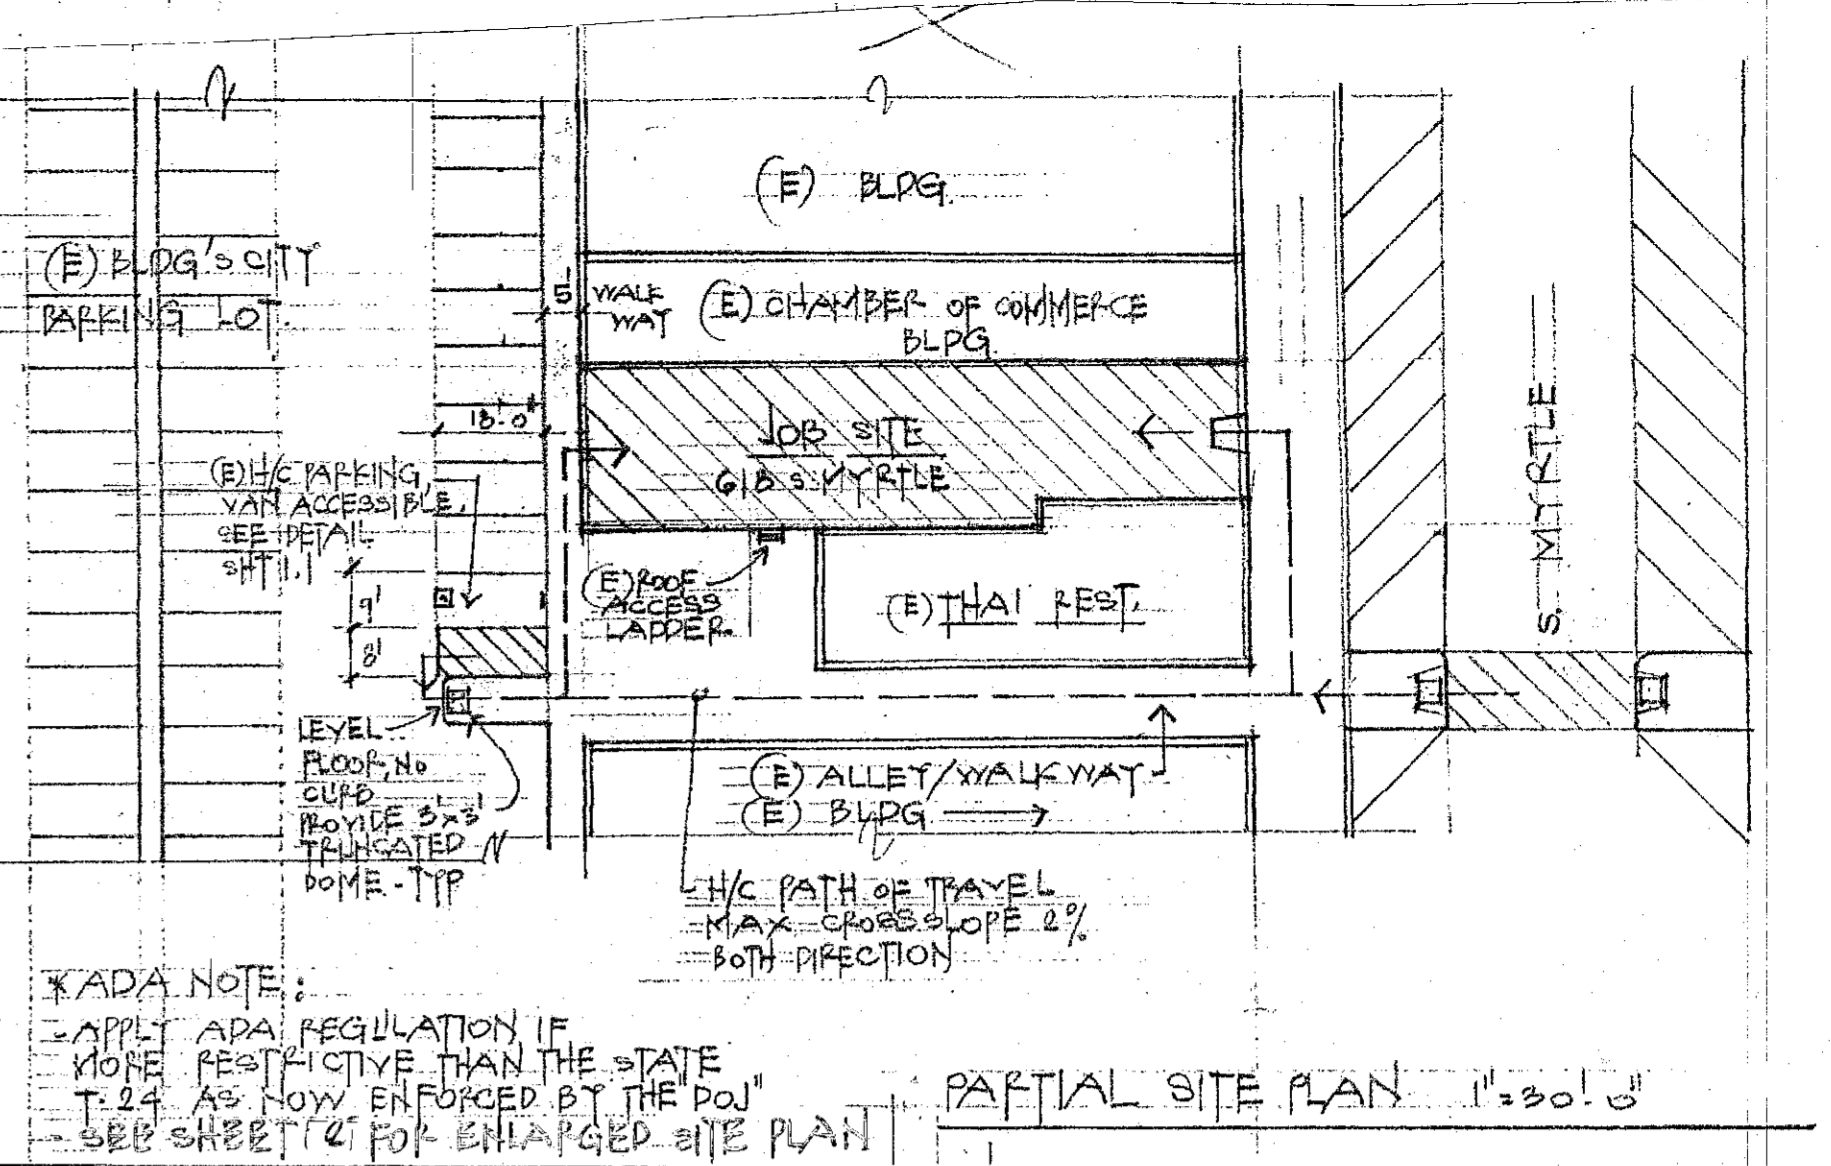 (E) BLDG.
(E) BLDG'S CITY
PARKING LOT.
5'
WALK
WAY
(E) CHAMBER OF COMMERCE
BLDG.
18'-0"
JOB SITE
618 S. MYRTLE
S. MYRTLE
(E) H/C PARKING,
VAN ACCESSIBLE,
SEE DETAIL
SHT 1.1
9'
8'
(E) ROOF
ACCESS
LADDER.
(E) THAI REST.
LEVEL
FLOOR, NO
CURB
PROVIDE 3'x3'
TRUNCATED
DOME - TYP
(E) ALLEY/WALKWAY
(E) BLDG
H/C PATH OF TRAVEL
MAX CROSS SLOPE 2%
BOTH DIRECTION
* ADA NOTE:
- APPLY ADA REGULATION IF
MORE RESTRICTIVE THAN THE STATE
T-24 AS NOW ENFORCED BY THE "DOJ"
- SEE SHEET FOR ENLARGED SITE PLAN
PARTIAL SITE PLAN 1"=30'-0"